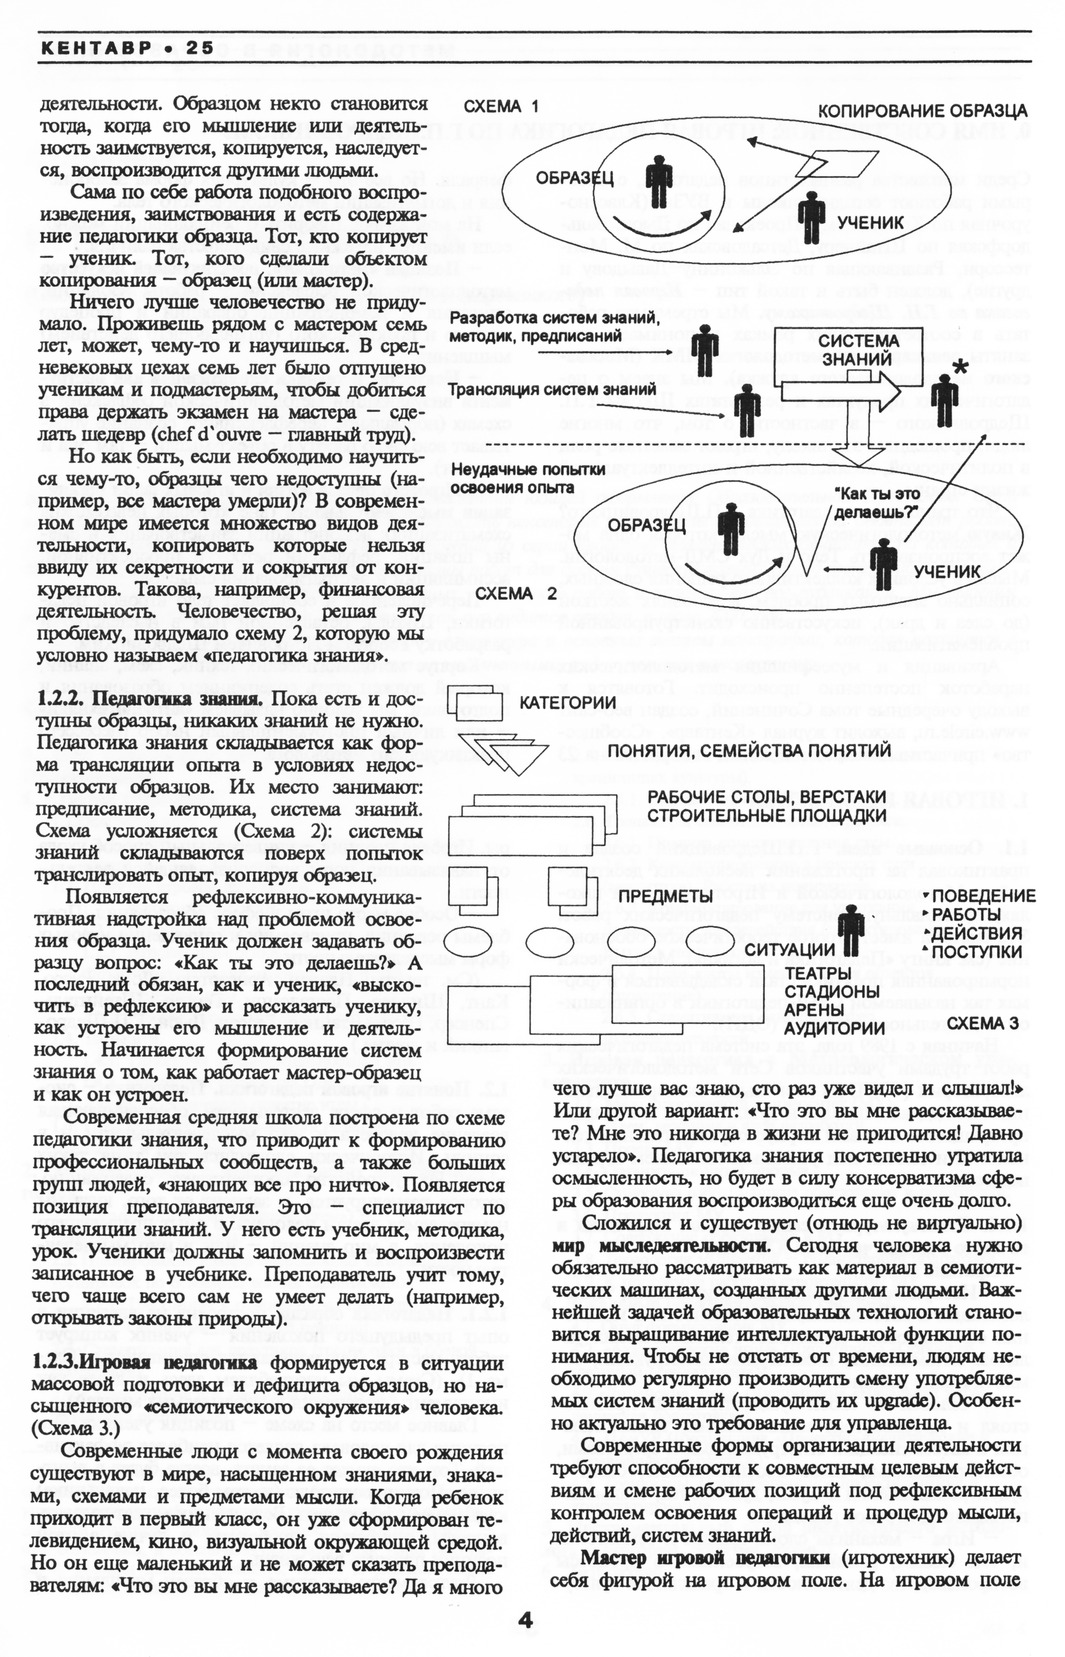 КЕНТАВР • 25
деятельности. Образцом некто становится
тогда, когда его мышление или деятель-
ность заимствуется, копируется, наследует-
ся, воспроизводится другими людьми.
Сама по себе работа подобного воспро-
изведения, заимствования и есть содержа-
ние педагогики образца. Тот, кто копирует
– ученик. Тот, кого сделали объектом
копирования – образец (или мастер).
Ничего лучше человечество не приду-
мало. Проживешь рядом с мастером семь
лет, может, чему-то и научишься. В сред-
невековых цехах семь лет было отпущено
ученикам и подмастерьям, чтобы добиться
права держать экзамен на мастера – сде-
лать шедевр (chef d'ouvre – главный труд).
Но как быть, если необходимо научить-
ся чему-то, образцы чего недоступны (на-
пример, все мастера умерли)? В современ-
ном мире имеется множество видов дея-
тельности, копировать которые нельзя
ввиду их секретности и сокрытия от кон-
курентов. Такова, например, финансовая
деятельность. Человечество, решая эту
проблему, придумало схему 2, которую мы
условно называем «педагогика знания».
1.2.2. Педагогика знания. Пока есть и дос-
тупны образцы, никаких знаний не нужно.
Педагогика знания складывается как фор-
ма трансляции опыта в условиях недос-
тупности образцов. Их место занимают:
предписание, методика, система знаний.
Схема усложняется (Схема 2): системы
знаний складываются поверх попыток
транслировать опыт, копируя образец.
Появляется рефлексивно-коммуника-
тивная надстройка над проблемой освое-
ния образца. Ученик должен задавать об-
разцу вопрос: «Как ты это делаешь?» А
последний обязан, как и ученик, «выско-
чить в рефлексию» и рассказать ученику,
как устроены его мышление и деятель-
ность. Начинается формирование систем
знания о том, как работает мастер-образец
и как он устроен.
Современная средняя школа построена по схеме
педагогики знания, что приводит к формированию
профессиональных сообществ, а также больших
групп людей, «знающих все про ничто». Появляется
позиция преподавателя. Это – специалист по
трансляции знаний. У него есть учебник, методика,
урок. Ученики должны запомнить и воспроизвести
записанное в учебнике. Преподаватель учит тому,
чего чаще всего сам не умеет делать (например,
открывать законы природы).
1.2.3.Игровая педагогика формируется в ситуации
массовой подготовки и дефицита образцов, но на-
сыщенного «семиотического окружения» человека.
(Схема 3.)
Современные люди с момента своего рождения
существуют в мире, насыщенном знаниями, знака-
ми, схемами и предметами мысли. Когда ребенок
приходит в первый класс, он уже сформирован те-
левидением, кино, визуальной окружающей средой.
Но он еще маленький и не может сказать препода-
вателям: «Что это вы мне рассказываете? Да я много
СХЕМА 1
КОПИРОВАНИЕ ОБРАЗЦА
ОБРАЗЕЦ
УЧЕНИК
Разработка систем знаний,
методик, предписаний
СИСТЕМА
ЗНАНИЙ
*
Трансляция систем знаний
Неудачные попытки
освоения опыта
"Как ты это
делаешь?"
ОБРАЗЕЦ
УЧЕНИК
СХЕМА 2
КАТЕГОРИИ
ПОНЯТИЯ, СЕМЕЙСТВА ПОНЯТИЙ
РАБОЧИЕ СТОЛЫ, ВЕРСТАКИ
СТРОИТЕЛЬНЫЕ ПЛОЩАДКИ
ПРЕДМЕТЫ
ПОВЕДЕНИЕ
РАБОТЫ
ДЕЙСТВИЯ
ПОСТУПКИ
СИТУАЦИИ
ТЕАТРЫ
СТАДИОНЫ
АРЕНЫ
АУДИТОРИИ
СХЕМА 3
чего лучше вас знаю, сто раз уже видел и слышал!»
Или другой вариант: «Что это вы мне рассказывае-
те? Мне это никогда в жизни не пригодится! Давно
устарело». Педагогика знания постепенно утратила
осмысленность, но будет в силу консерватизма сфе-
ры образования воспроизводиться еще очень долго.
Сложился и существует (отнюдь не виртуально)
мир мыследеятельности. Сегодня человека нужно
обязательно рассматривать как материал в семиоти-
ческих машинах, созданных другими людьми. Важ-
нейшей задачей образовательных технологий стано-
вится выращивание интеллектуальной функции по-
нимания. Чтобы не отстать от времени, людям не-
обходимо регулярно производить смену употребляе-
мых систем знаний (проводить их upgrade). Особен-
но актуально это требование для управленца.
Современные формы организации деятельности
требуют способности к совместным целевым дейст-
виям и смене рабочих позиций под рефлексивным
контролем освоения операций и процедур мысли,
действий, систем знаний.
Мастер игровой педагогики (игротехник) делает
себя фигурой на игровом поле. На игровом поле
4